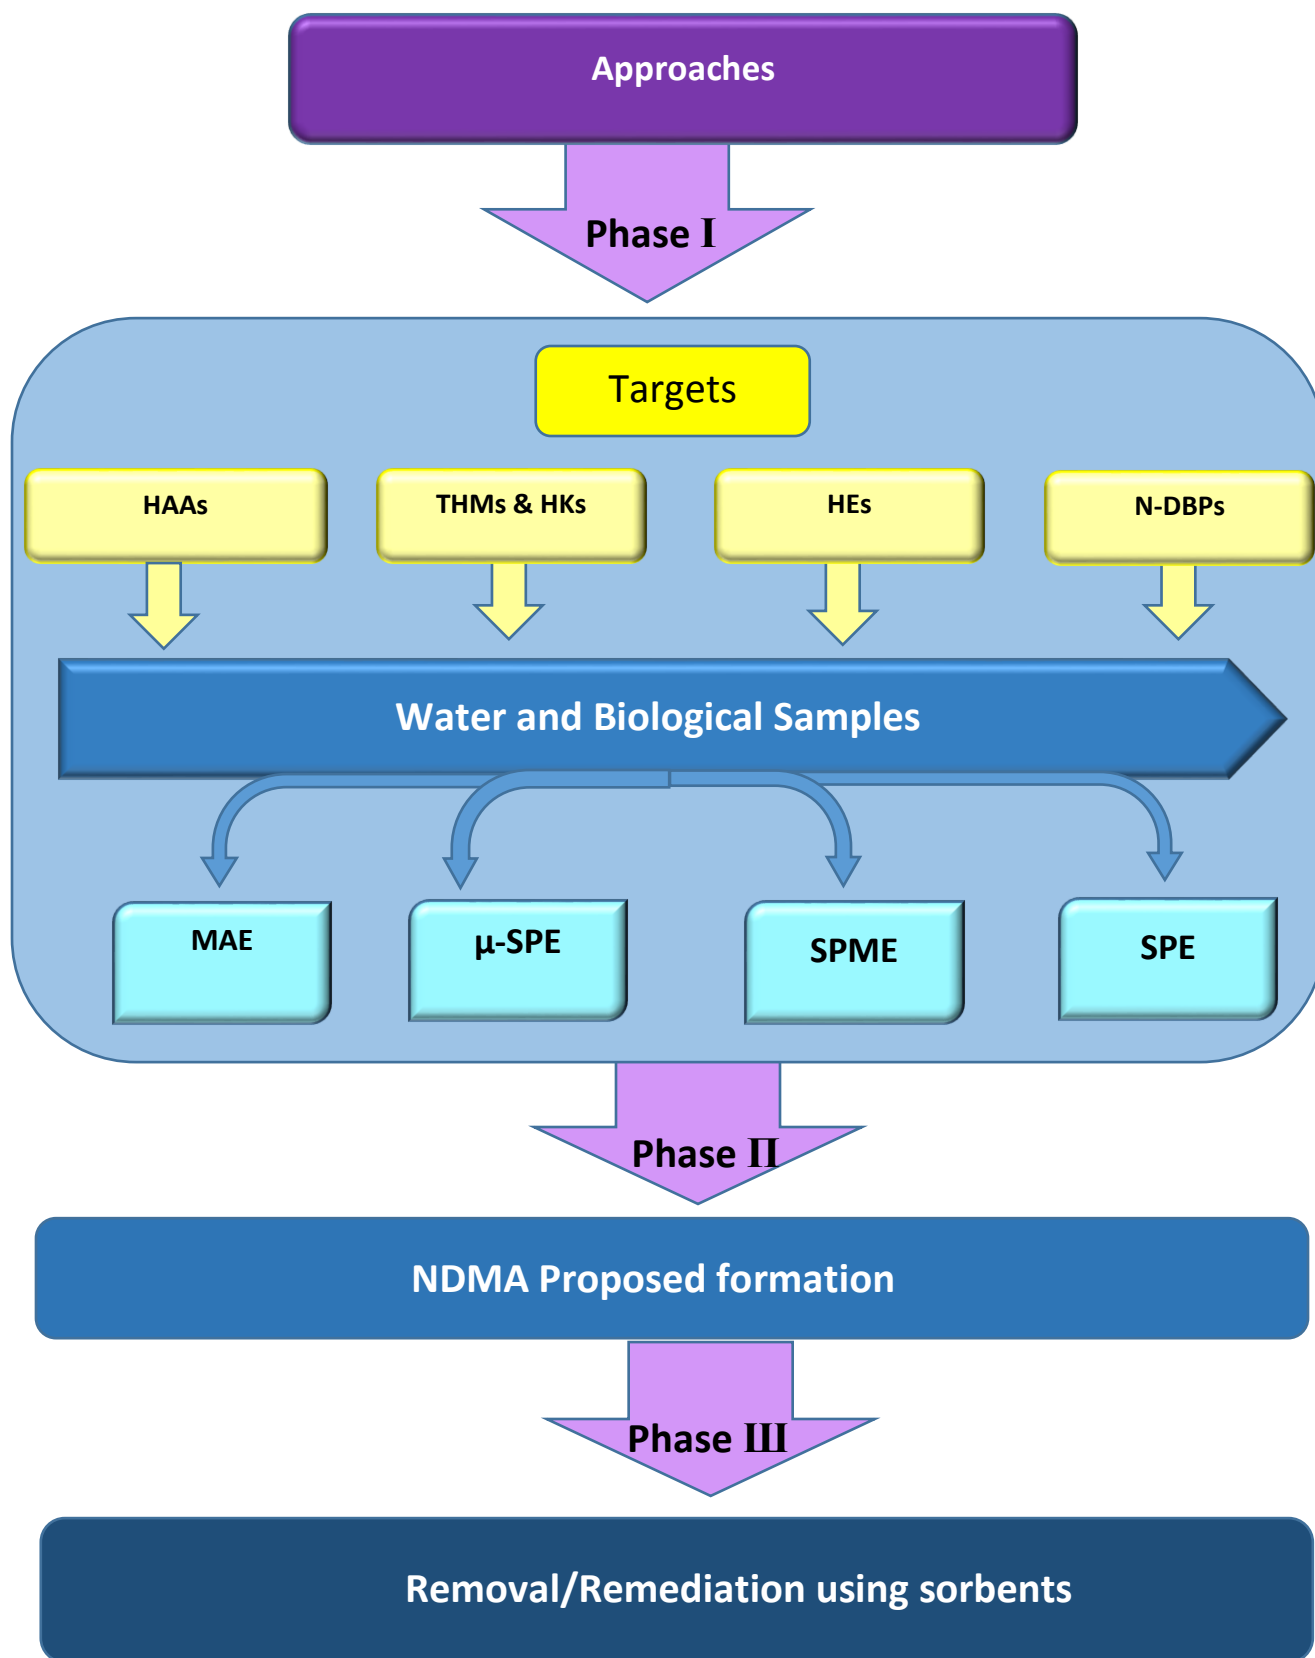 Approaches
Phase I
Targets
HAAs
THMs & HKs
HEs
N-DBPs
Water and Biological Samples
MAE
µ-SPE
SPME
SPE
Phase II
NDMA Proposed formation
Phase III
Removal/Remediation using sorbents